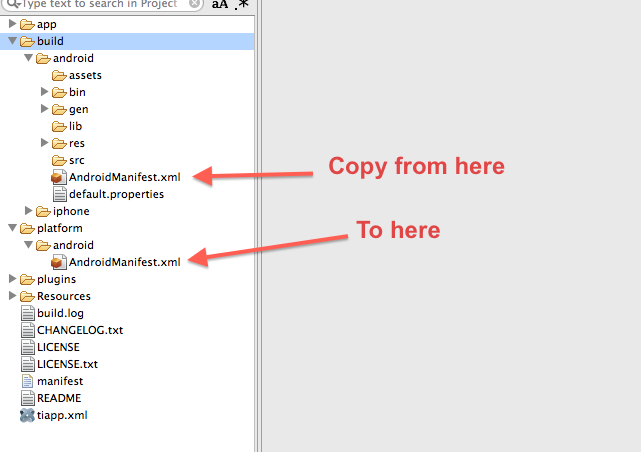 Type text to search in Project
aA .*
app
build
android
assets
bin
gen
lib
res
src
AndroidManifest.xml
Copy from here
default.properties
iphone
platform
To here
android
AndroidManifest.xml
plugins
Resources
build.log
CHANGELOG.txt
LICENSE
LICENSE.txt
manifest
README
tiapp.xml